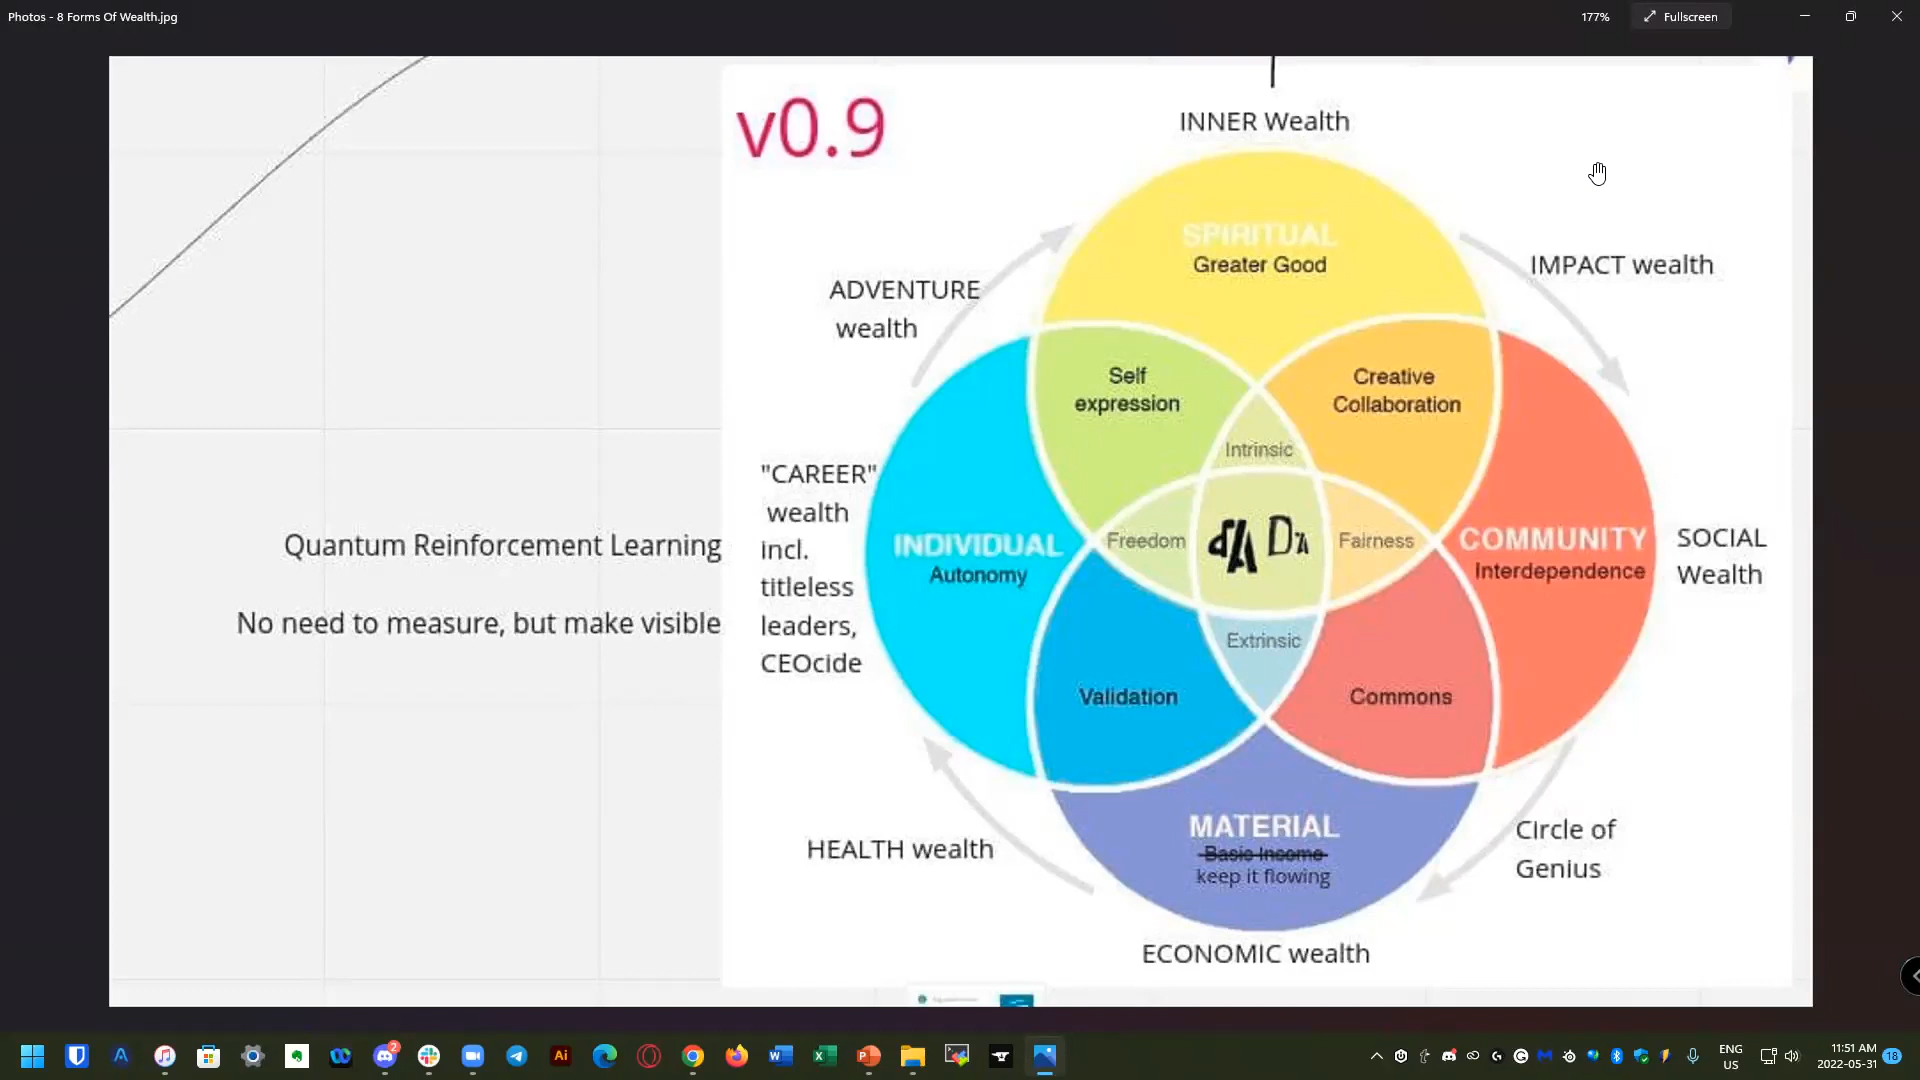 Photos - 8 Forms Of Wealth.jpg
177%
Fullscreen
v0.9
INNER Wealth
SPIRITUAL
Greater Good
ADVENTURE
wealth
IMPACT wealth
Self
expression
Creative
Collaboration
Intrinsic
"CAREER"
wealth
incl.
titleless
leaders,
CEOcide
INDIVIDUAL
Autonomy
Freedom
Fairness
COMMUNITY
Interdependence
SOCIAL
Wealth
Quantum Reinforcement Learning
No need to measure, but make visible
Extrinsic
Validation
Commons
MATERIAL
Basic Income
keep it flowing
HEALTH wealth
Circle of
Genius
ECONOMIC wealth
2
Ai
ENG
US
11:51 AM
2022-05-31
18